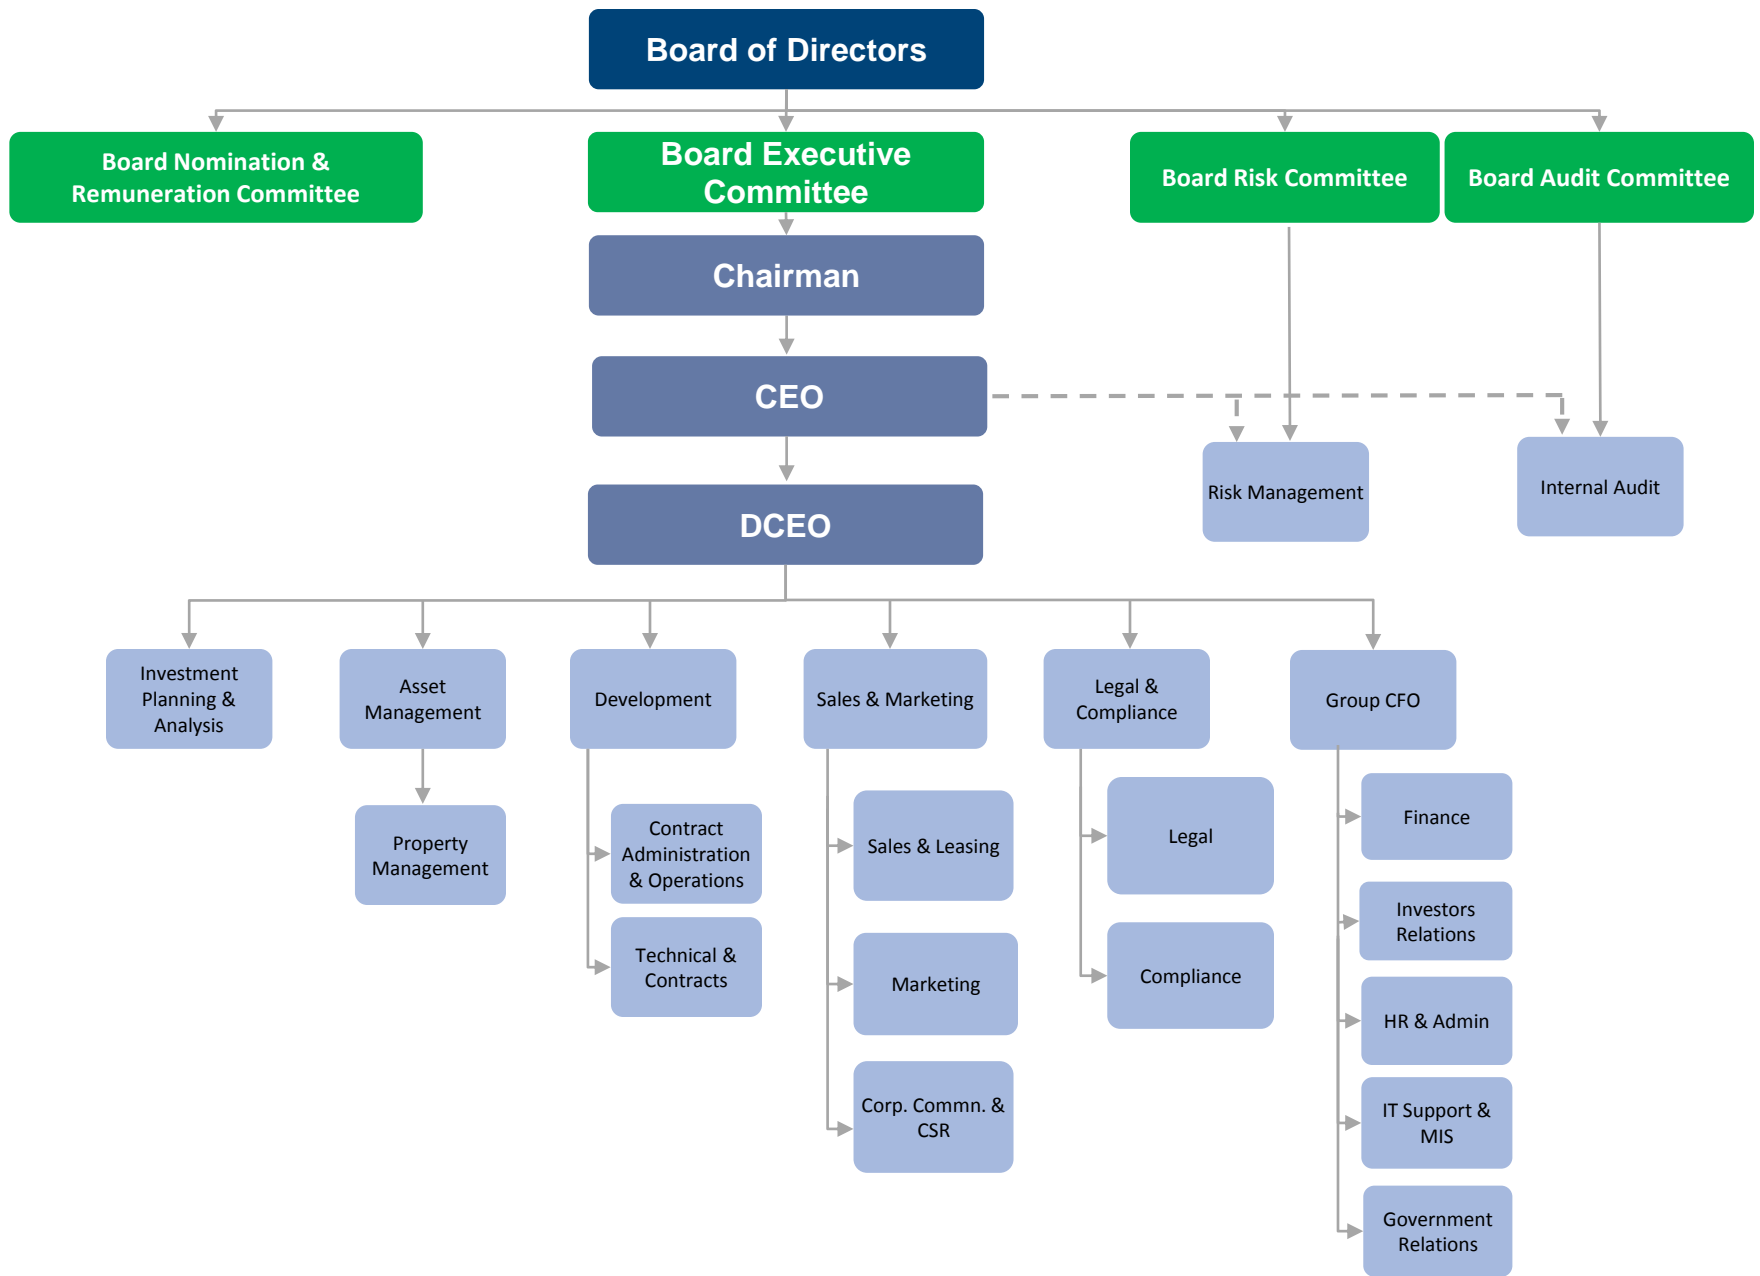 Board of Directors
Board Nomination &
Remuneration Committee
Board Executive
Committee
Board Risk Committee
Board Audit Committee
Chairman
CEO
DCEO
Risk Management
Internal Audit
Investment
Planning &
Analysis
Asset
Management
Development
Sales & Marketing
Legal &
Compliance
Group CFO
Property
Management
Contract
Administration
& Operations
Technical &
Contracts
Sales & Leasing
Marketing
Corp. Commn. &
CSR
Legal
Compliance
Finance
Investors
Relations
HR & Admin
IT Support &
MIS
Government
Relations